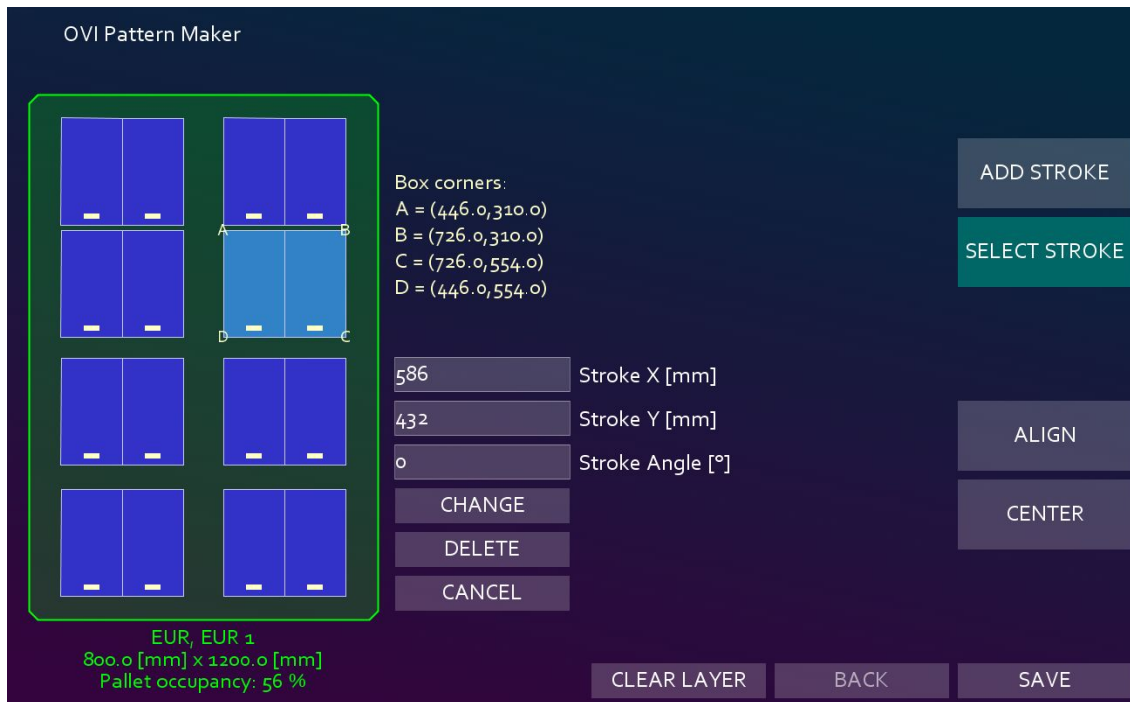 OVI Pattern Maker
A
B
D
C
Box corners:
A = (446.0,310.0)
B = (726.0,310.0)
C = (726.0,554.0)
D = (446.0,554.0)
586 Stroke X [mm]
432 Stroke Y [mm]
0 Stroke Angle [°]
CHANGE
DELETE
CANCEL
ADD STROKE
SELECT STROKE
ALIGN
CENTER
EUR, EUR 1
800.0 [mm] x 1200.0 [mm]
Pallet occupancy: 56 %
CLEAR LAYER
BACK
SAVE